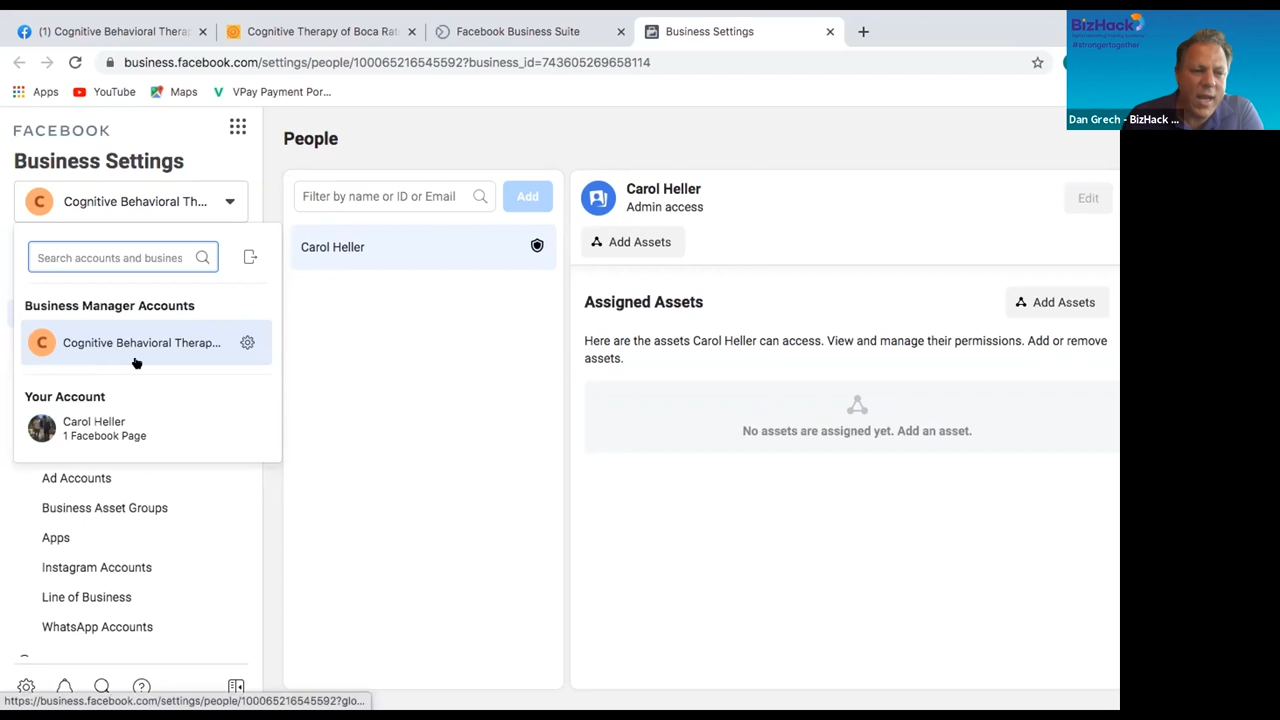 (1) Cognitive Behavioral Thera
Cognitive Therapy of Boca Rat
Facebook Business Suite
Business Settings
business.facebook.com/settings/people/100065216545592?business_id=743605269658114
Apps
YouTube
Maps
VPay Payment Por...
BizHack
#strongertogether
Dan Grech - BizHack ...
FACEBOOK
Business Settings
C
Cognitive Behavioral Th...
Search accounts and busines
Business Manager Accounts
C
Cognitive Behavioral Therap...
Your Account
Carol Heller
1 Facebook Page
Ad Accounts
Business Asset Groups
Apps
Instagram Accounts
Line of Business
WhatsApp Accounts
https://business.facebook.com/settings/people/100065216545592?glo...
People
Filter by name or ID or Email
Add
Carol Heller
Carol Heller
Admin access
Edit
Add Assets
Assigned Assets
Add Assets
Here are the assets Carol Heller can access. View and manage their permissions. Add or remove
assets.
No assets are assigned yet. Add an asset.